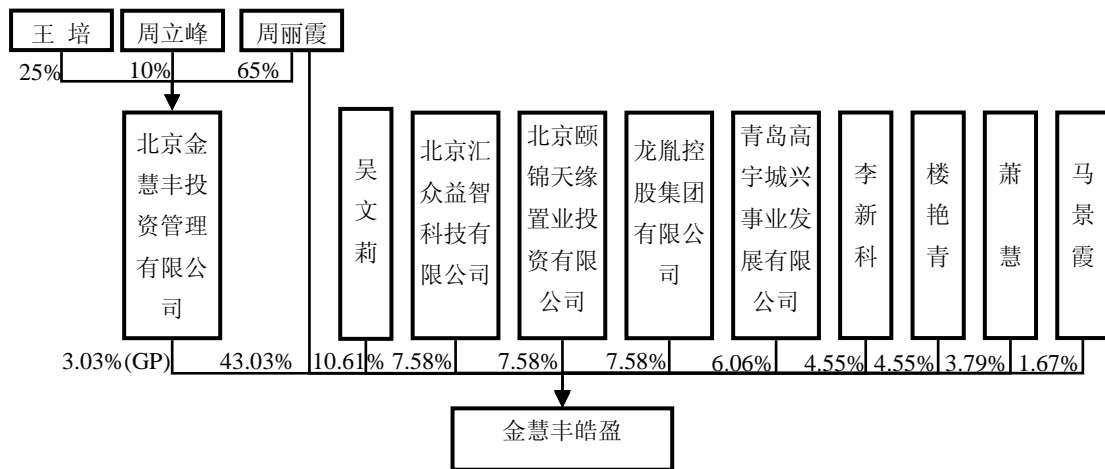 王 培
周立峰
周丽霞
25%
10%
65%
北京金
慧丰投
资管理
有限公
司
吴
文
莉
北京汇
众益智
科技有
限公司
北京颐
锦天缘
置业投
资有限
公司
龙胤控
股集团
有限公
司
青岛高
宇城兴
事业发
展有限
公司
李
新
科
楼
艳
青
萧
慧
马
景
霞
3.03%(GP)
43.03%
10.61%
7.58%
7.58%
7.58%
6.06%
4.55%
4.55%
3.79%
1.67%
金慧丰皓盈